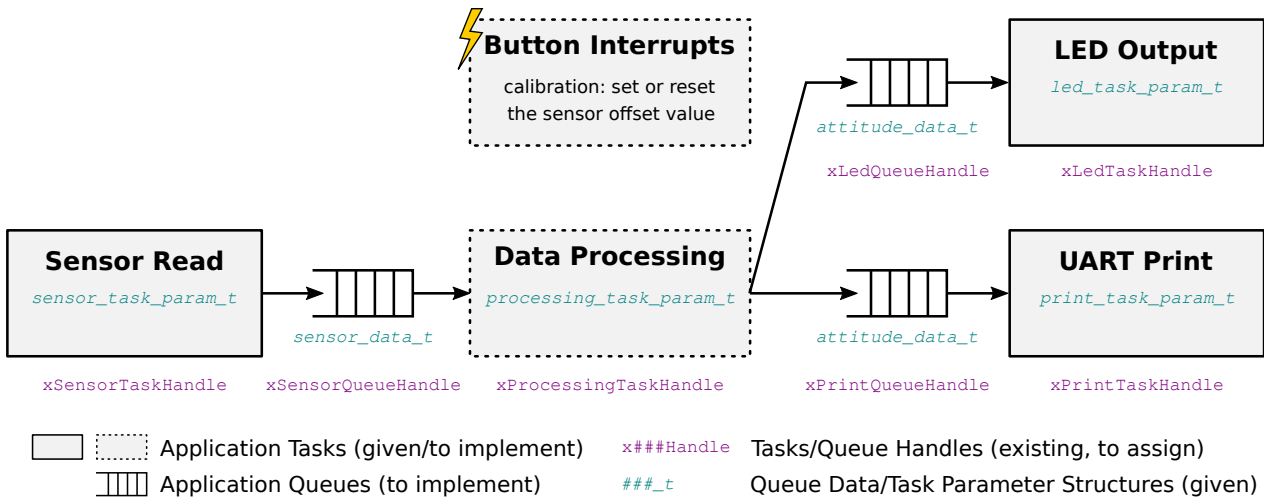 Button Interrupts
calibration: set or reset
the sensor offset value
attitude_data_t
xLedQueueHandle
LED Output
led_task_param_t
xLedTaskHandle
Sensor Read
sensor_task_param_t
xSensorTaskHandle
sensor_data_t
xSensorQueueHandle
Data Processing
processing_task_param_t
xProcessingTaskHandle
attitude_data_t
xPrintQueueHandle
UART Print
print_task_param_t
xPrintTaskHandle
Application Tasks (given/to implement)
x###Handle Tasks/Queue Handles (existing, to assign)
Application Queues (to implement)
###_t Queue Data/Task Parameter Structures (given)